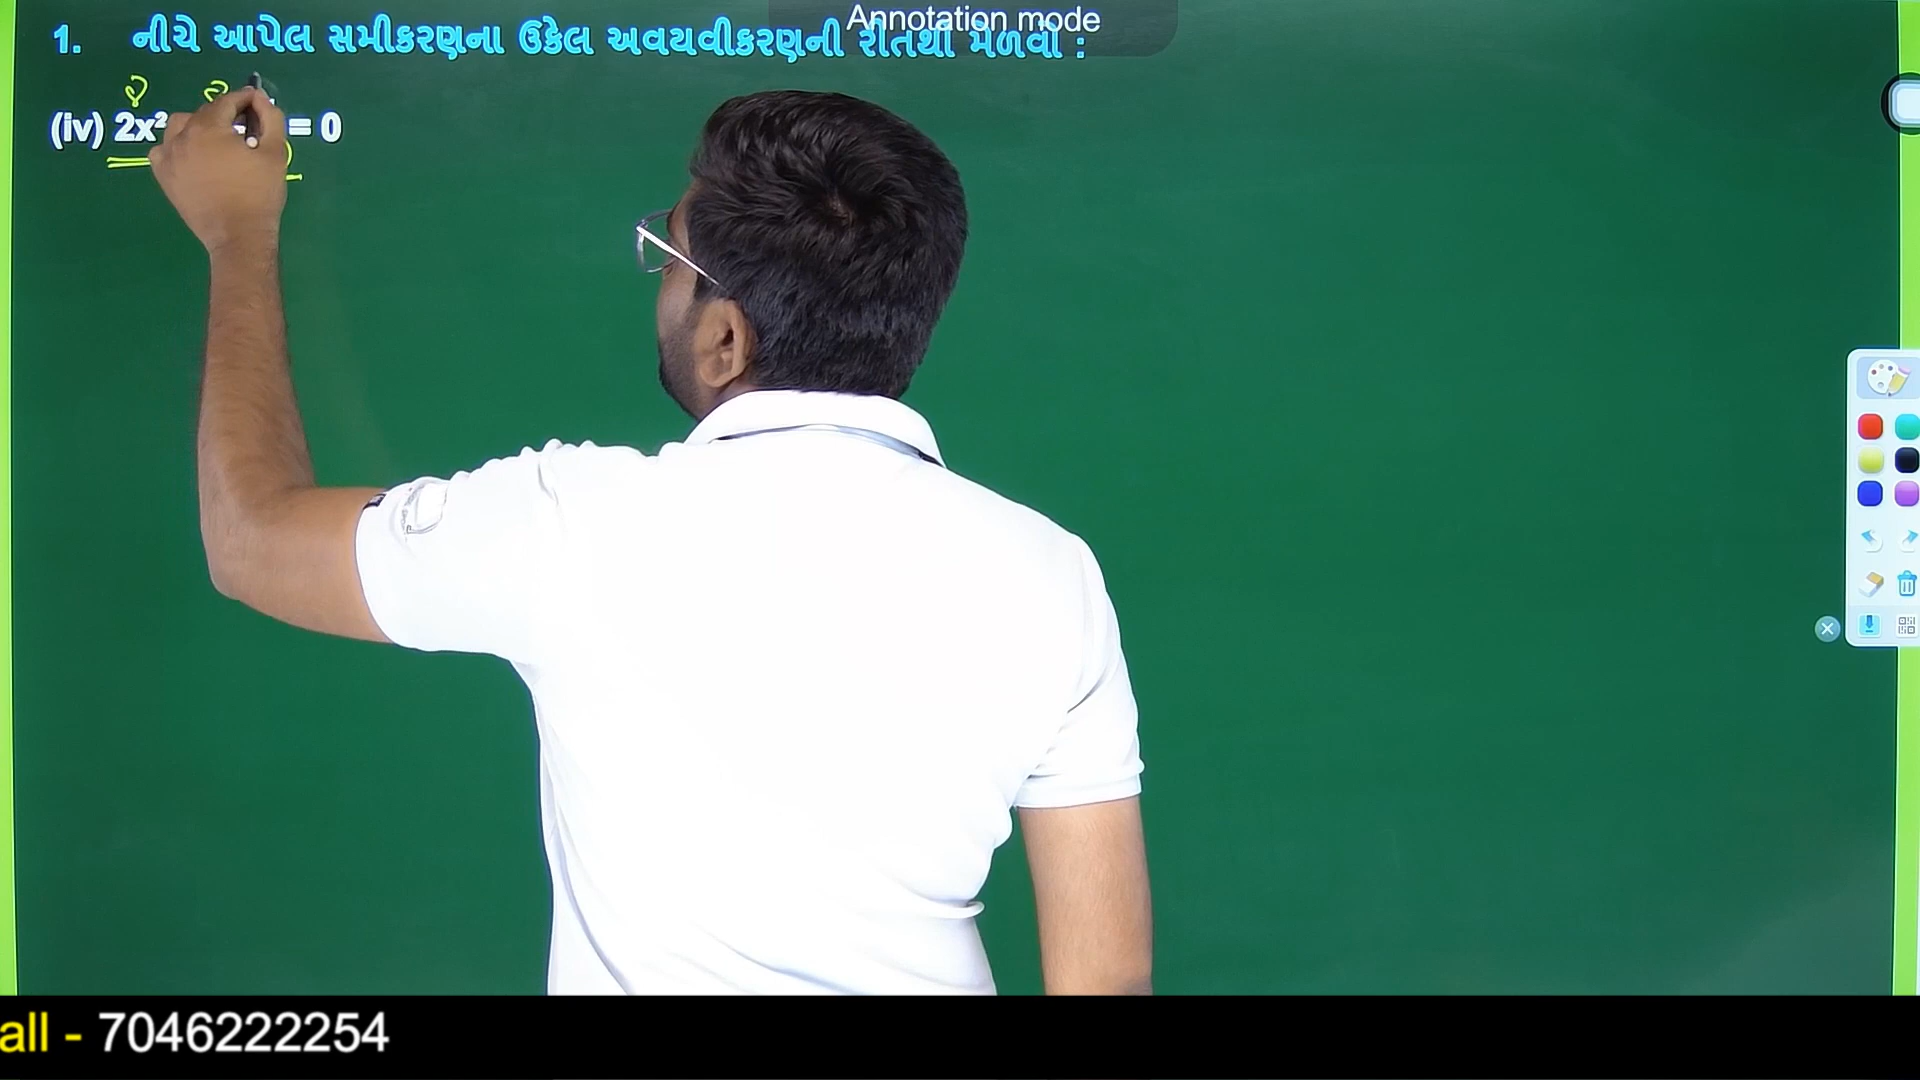 Annotation mode
1. નીચે આપેલ સમીકરણના ઉકેલ અવયવીકરણની રીતથી મેળવો :
(iv) 2x² = 0
all - 7046222254